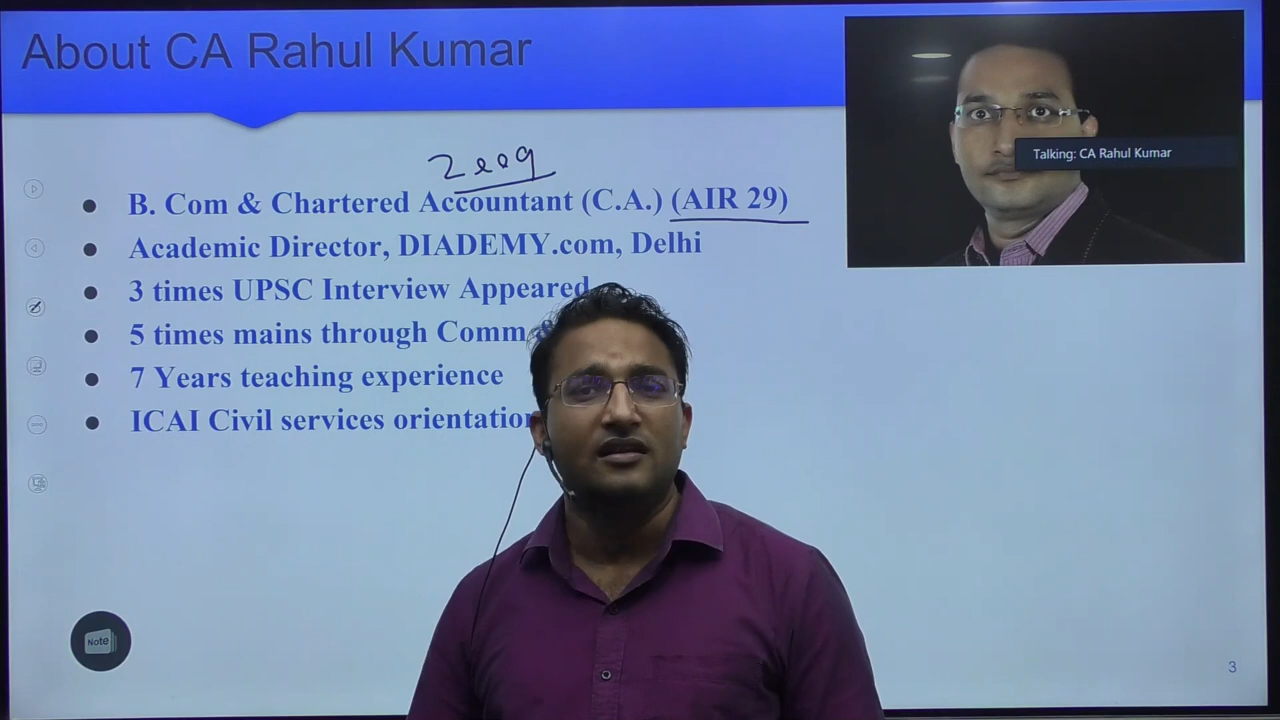 About CA Rahul Kumar
Talking: CA Rahul Kumar
2009
B. Com & Chartered Accountant (C.A.) (AIR 29)
Academic Director, DIADEMY.com, Delhi
3 times UPSC Interview Appeared
5 times mains through Comm &
7 Years teaching experience
ICAI Civil services orientation
Note
3